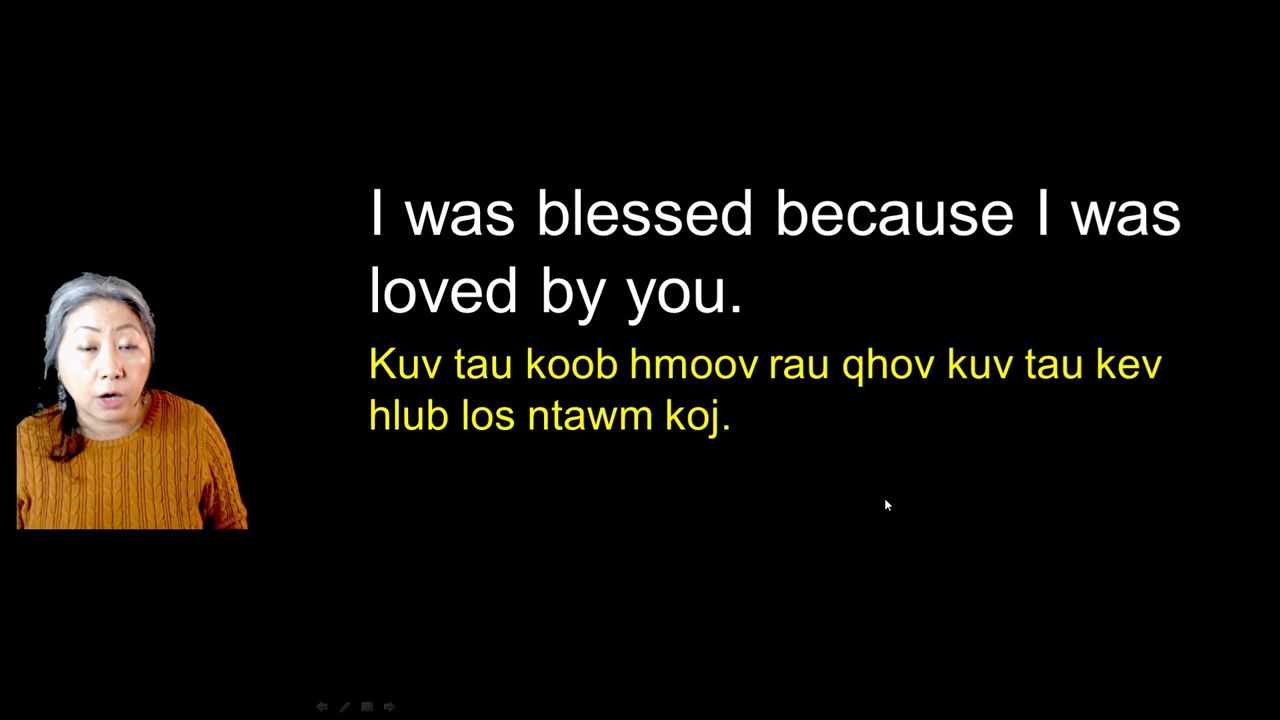 I was blessed because I was
loved by you.
Kuv tau koob hmoov rau qhov kuv tau kev
hlub los ntawm koj.